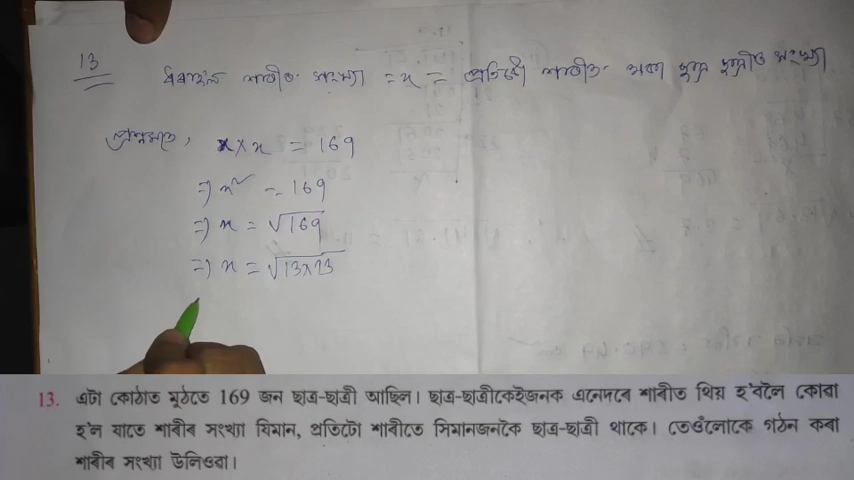 13
ধৰাহ'ল শাৰীৰ সংখ্যা = x = প্ৰতিটো শাৰীত থকা ছাত্ৰ ছাত্ৰীৰ সংখ্যা
প্ৰশ্নমতে, x × x = 169
⇒ x² = 169
⇒ x = √169
⇒ x = √13×13
13. এটা কোঠাত মুঠতে 169 জন ছাত্ৰ-ছাত্ৰী আছিল। ছাত্ৰ-ছাত্ৰীকেইজনক এনেদৰে শাৰীত থিয় হ'বলৈ কোৱা
হ'ল যাতে শাৰীৰ সংখ্যা যিমান, প্ৰতিটো শাৰীতে সিমানজনকৈ ছাত্ৰ-ছাত্ৰী থাকে। তেওঁলোকে গঠন কৰা
শাৰীৰ সংখ্যা উলিওৱা।